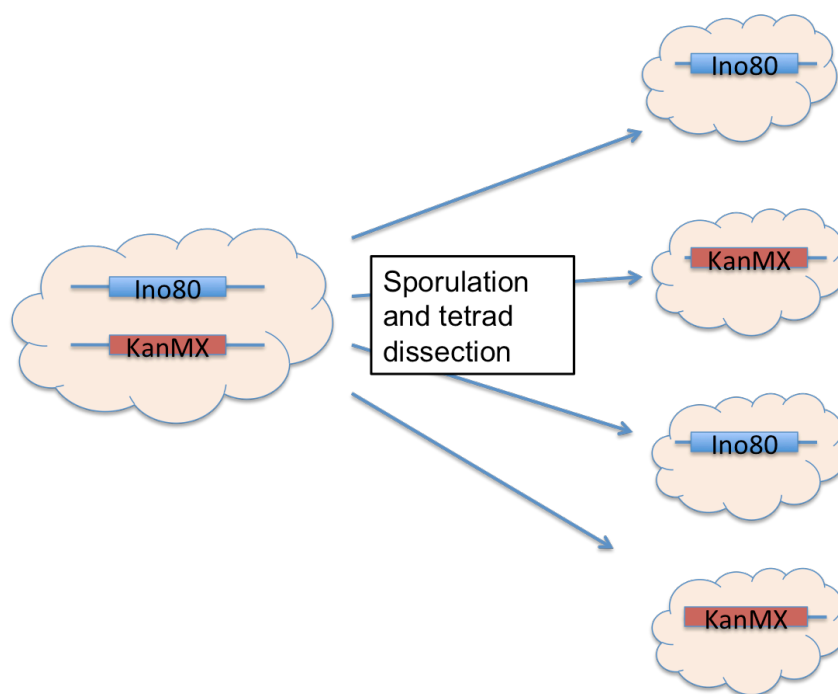 Ino80
KanMX
Ino80
KanMX
Sporulation
and tetrad
dissection
Ino80
KanMX